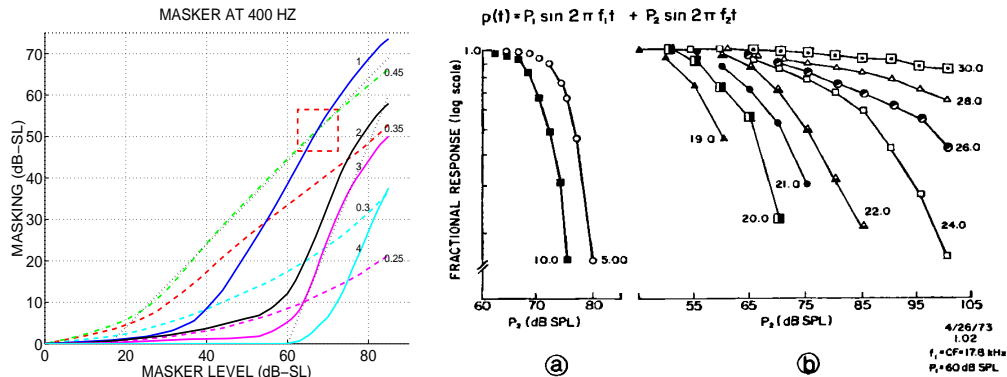 MASKER AT 400 HZ
MASKING (dB–SL)
70
60
50
40
30
20
10
0
1
0.45
2
0.35
3
0.3
4
0.25
0 20 40 60 80
MASKER LEVEL (dB–SL)
p(t) = P₁ sin 2π f₁t + P₂ sin 2π f₂t
FRACTIONAL RESPONSE (log scale)
1.0
10.0
5.00
60 70 80
P₂ (dB SPL)
a
30.0
28.0
26.0
19.0
21.0
20.0
22.0
24.0
55 65 75 85 95 105
P₂ (dB SPL)
b
4/26/73
1.02
f₁=CF=17.8 kHz
P₁=60 dB SPL